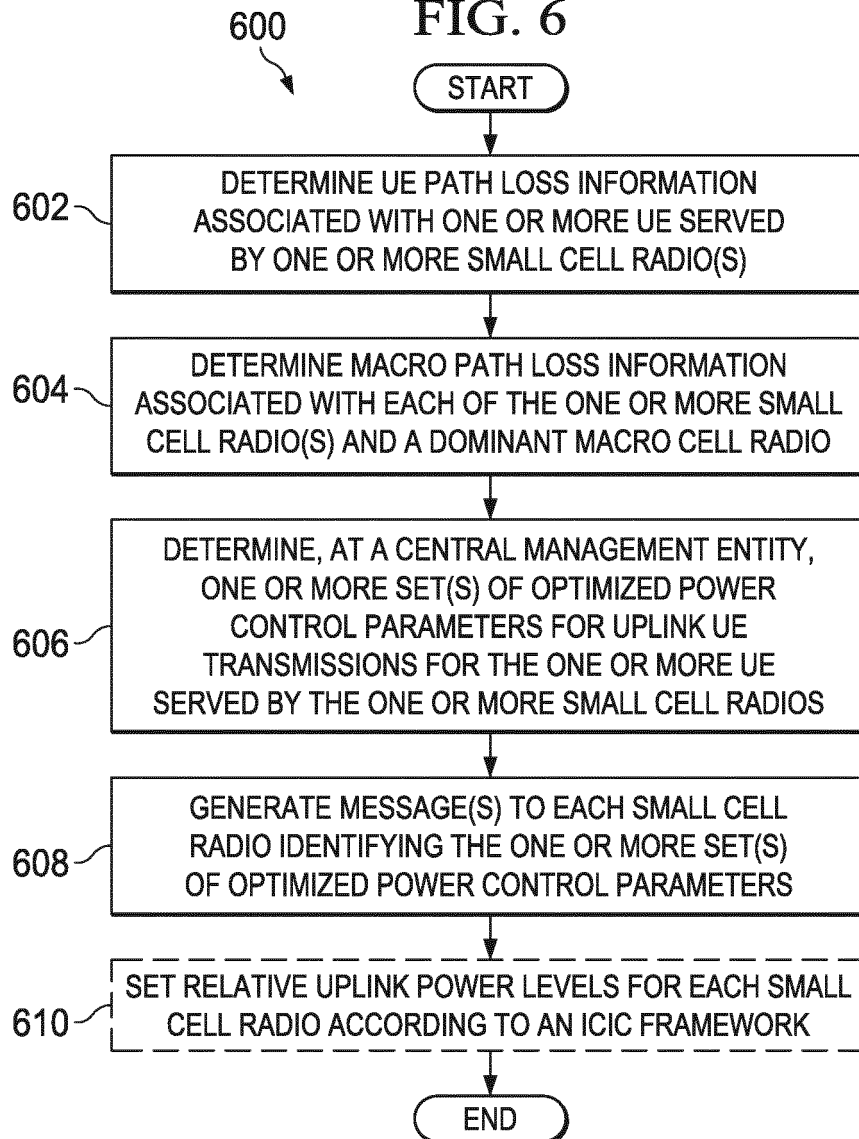 FIG. 6
600
START
602
DETERMINE UE PATH LOSS INFORMATION
ASSOCIATED WITH ONE OR MORE UE SERVED
BY ONE OR MORE SMALL CELL RADIO(S)
604
DETERMINE MACRO PATH LOSS INFORMATION
ASSOCIATED WITH EACH OF THE ONE OR MORE SMALL
CELL RADIO(S) AND A DOMINANT MACRO CELL RADIO
606
DETERMINE, AT A CENTRAL MANAGEMENT ENTITY,
ONE OR MORE SET(S) OF OPTIMIZED POWER
CONTROL PARAMETERS FOR UPLINK UE
TRANSMISSIONS FOR THE ONE OR MORE UE
SERVED BY THE ONE OR MORE SMALL CELL RADIOS
608
GENERATE MESSAGE(S) TO EACH SMALL CELL
RADIO IDENTIFYING THE ONE OR MORE SET(S)
OF OPTIMIZED POWER CONTROL PARAMETERS
610
SET RELATIVE UPLINK POWER LEVELS FOR EACH SMALL
CELL RADIO ACCORDING TO AN ICIC FRAMEWORK
END